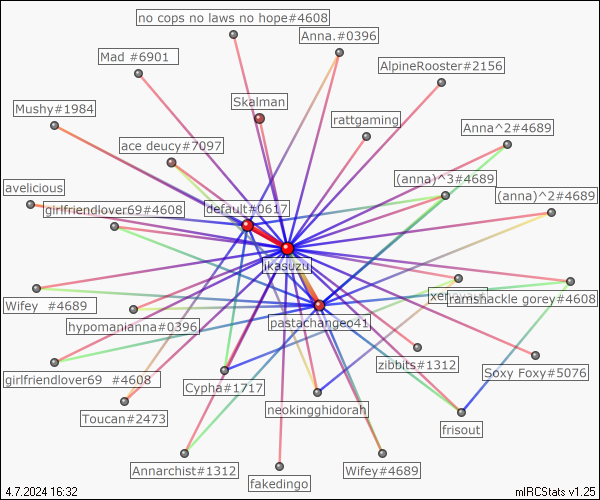 no cops no laws no hope#4608
Anna.#0396
Mad #6901
AlpineRooster#2156
Skalman
Mushy#1984
rattgaming
Anna^2#4689
ace deucy#7097
(anna)^3#4689
avelicious
(anna)^2#4689
girlfriendlover69#4608
default#0617
ikasuzu
ramshackle gorey#4608
Wifey #4689
hypomanianna#0396
pastachangeo41
zibbits#1312
Soxy Foxy#5076
girlfriendlover69 #4608
Cypha#1717
neokingghidorah
Toucan#2473
frisout
Annarchist#1312
Wifey#4689
fakedingo
4.7.2024 16:32
mIRCStats v1.25